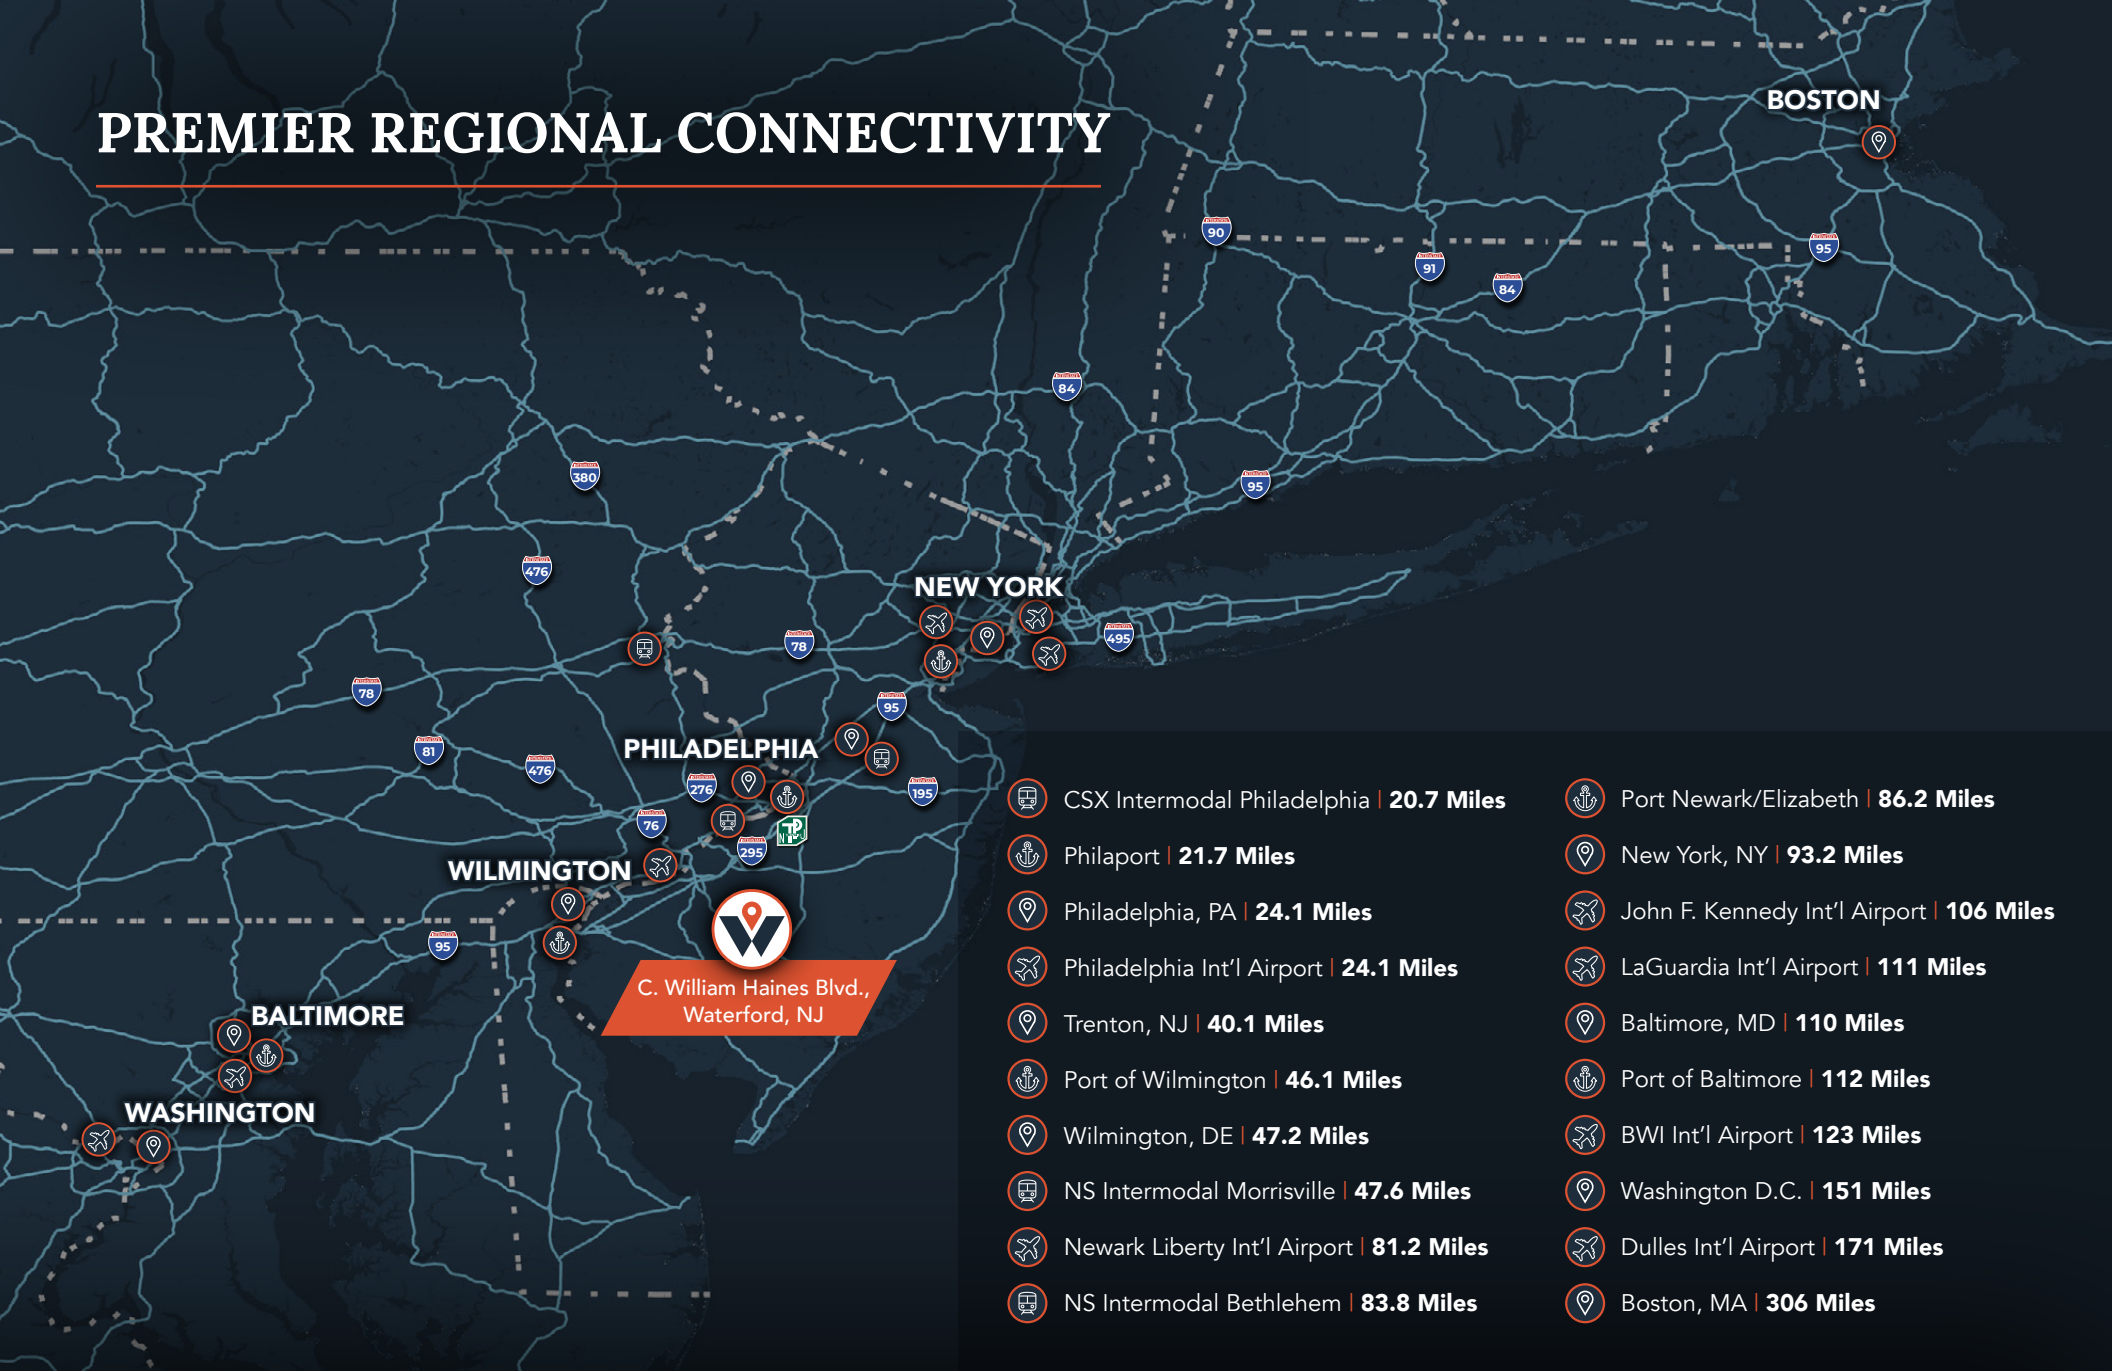 PREMIER REGIONAL CONNECTIVITY
BOSTON
90
95
91
84
84
380
95
476
NEW YORK
495
78
78
95
PHILADELPHIA
81
476
276
195
76
295
TP
WILMINGTON
95
C. William Haines Blvd.,
Waterford, NJ
BALTIMORE
WASHINGTON
CSX Intermodal Philadelphia | 20.7 Miles
Philaport | 21.7 Miles
Philadelphia, PA | 24.1 Miles
Philadelphia Int'l Airport | 24.1 Miles
Trenton, NJ | 40.1 Miles
Port of Wilmington | 46.1 Miles
Wilmington, DE | 47.2 Miles
NS Intermodal Morrisville | 47.6 Miles
Newark Liberty Int'l Airport | 81.2 Miles
NS Intermodal Bethlehem | 83.8 Miles
Port Newark/Elizabeth | 86.2 Miles
New York, NY | 93.2 Miles
John F. Kennedy Int'l Airport | 106 Miles
LaGuardia Int'l Airport | 111 Miles
Baltimore, MD | 110 Miles
Port of Baltimore | 112 Miles
BWI Int'l Airport | 123 Miles
Washington D.C. | 151 Miles
Dulles Int'l Airport | 171 Miles
Boston, MA | 306 Miles